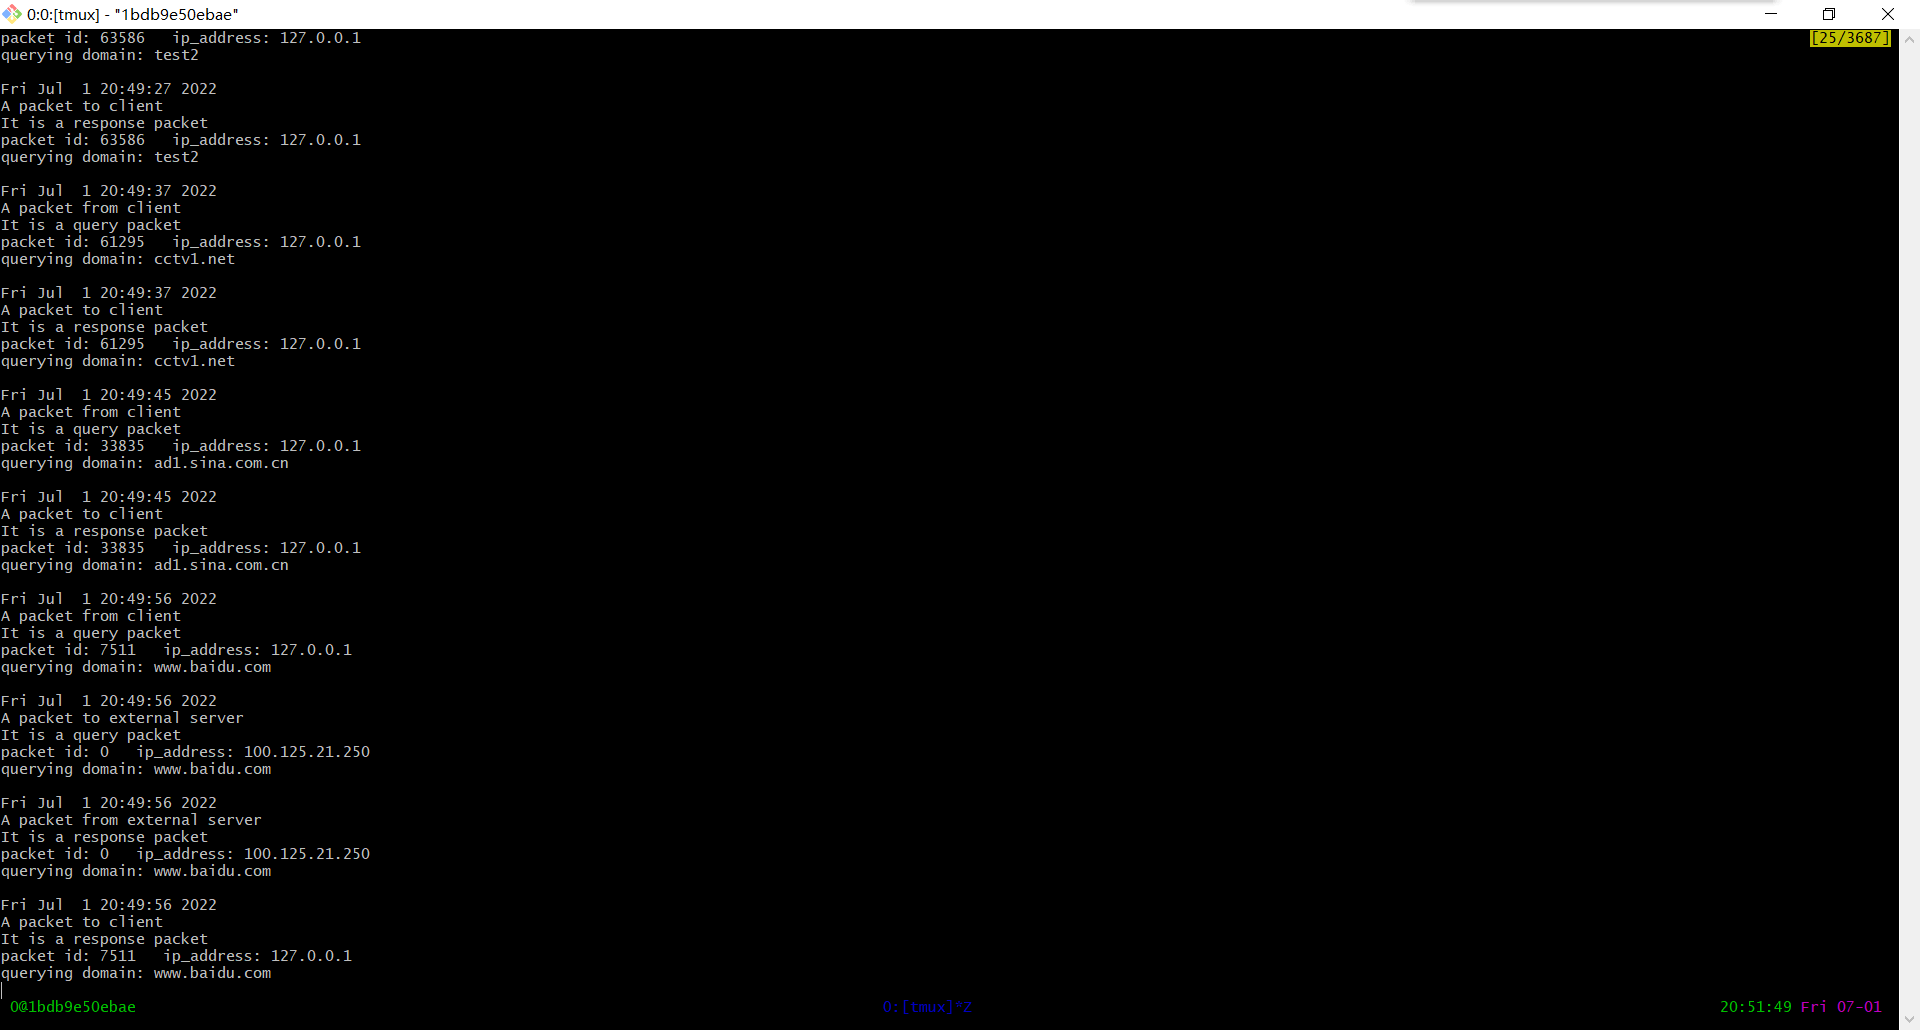 0:0:[tmux] - "1bdb9e50ebae"
packet id: 63586   ip_address: 127.0.0.1
[25/3687]
querying domain: test2

Fri Jul  1 20:49:27 2022
A packet to client
It is a response packet
packet id: 63586   ip_address: 127.0.0.1
querying domain: test2

Fri Jul  1 20:49:37 2022
A packet from client
It is a query packet
packet id: 61295   ip_address: 127.0.0.1
querying domain: cctv1.net

Fri Jul  1 20:49:37 2022
A packet to client
It is a response packet
packet id: 61295   ip_address: 127.0.0.1
querying domain: cctv1.net

Fri Jul  1 20:49:45 2022
A packet from client
It is a query packet
packet id: 33835   ip_address: 127.0.0.1
querying domain: ad1.sina.com.cn

Fri Jul  1 20:49:45 2022
A packet to client
It is a response packet
packet id: 33835   ip_address: 127.0.0.1
querying domain: ad1.sina.com.cn

Fri Jul  1 20:49:56 2022
A packet from client
It is a query packet
packet id: 7511   ip_address: 127.0.0.1
querying domain: www.baidu.com

Fri Jul  1 20:49:56 2022
A packet to external server
It is a query packet
packet id: 0   ip_address: 100.125.21.250
querying domain: www.baidu.com

Fri Jul  1 20:49:56 2022
A packet from external server
It is a response packet
packet id: 0   ip_address: 100.125.21.250
querying domain: www.baidu.com

Fri Jul  1 20:49:56 2022
A packet to client
It is a response packet
packet id: 7511   ip_address: 127.0.0.1
querying domain: www.baidu.com
0@1bdb9e50ebae
0:[tmux]*Z
20:51:49 Fri 07-01